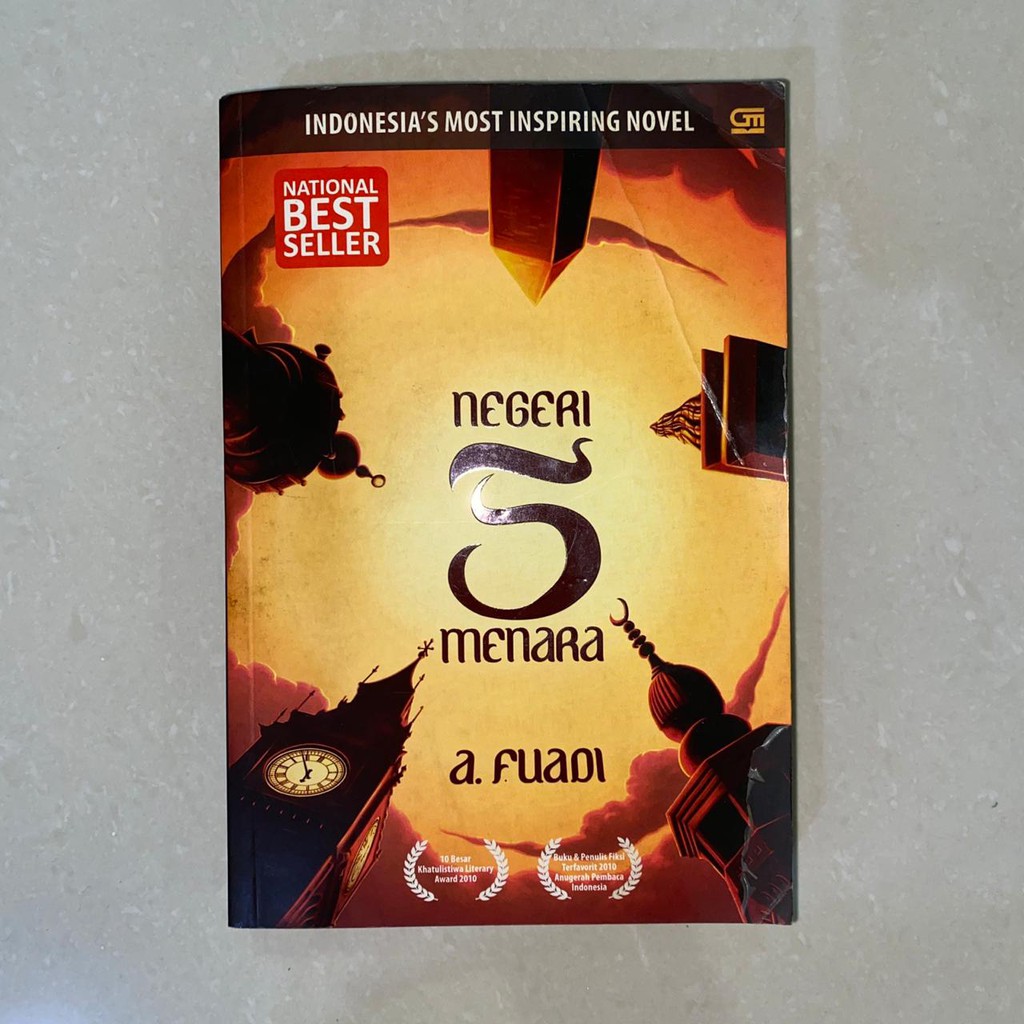 INDONESIA'S MOST INSPIRING NOVEL
GM
NATIONAL
BEST
SELLER
NEGERI
5
MENARA
a. FUADI
10 Besar
Khatulistiwa Literary
Award 2010
Buku & Penulis Fiksi
Terfavorit 2010
Anugerah Pembaca
Indonesia